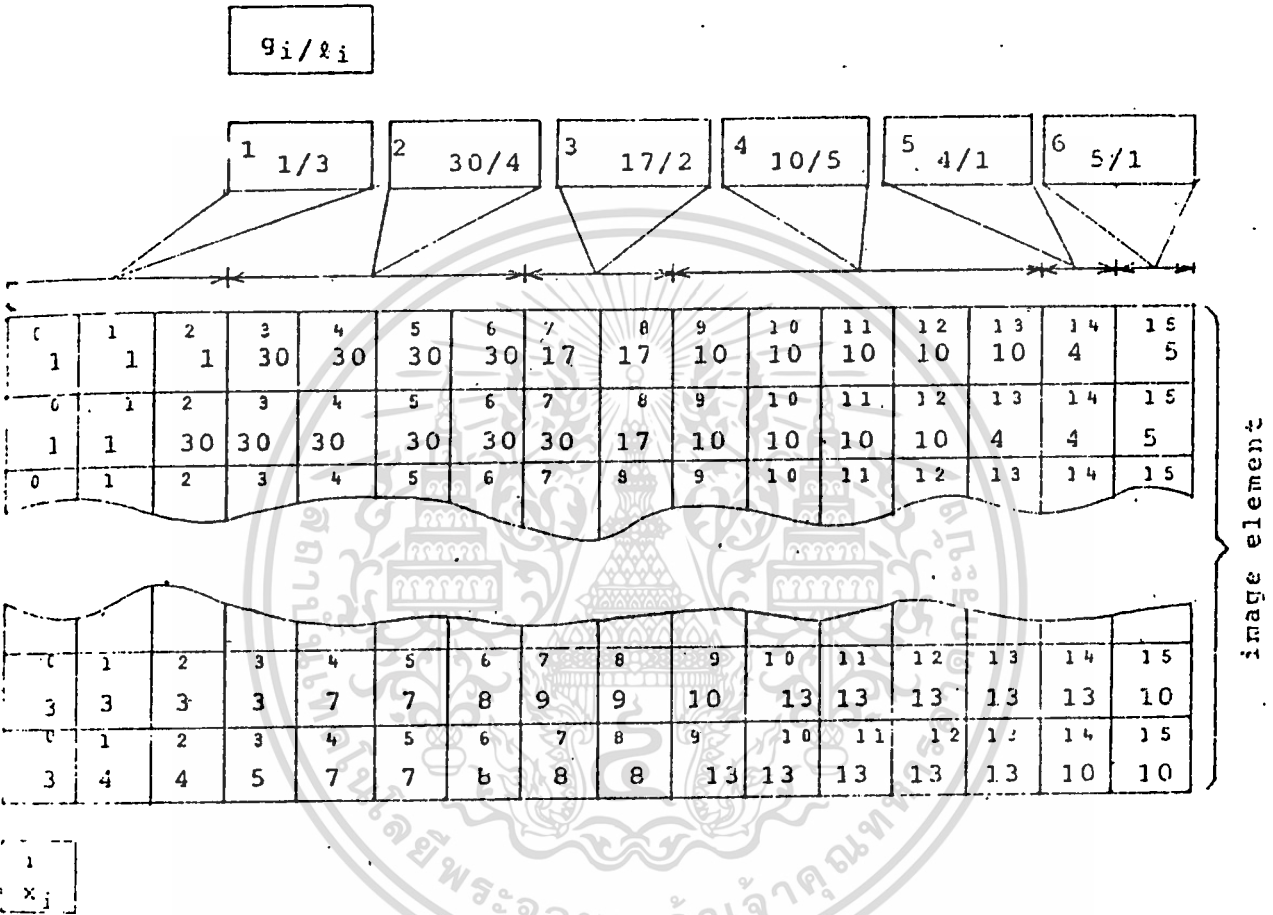 gi/ℓi
1 1/3 2 30/4 3 17/2 4 10/5 5 4/1 6 5/1
0 1 2 3 4 5 6 7 8 9 10 11 12 13 14 15
1 1 1 30 30 30 30 17 17 10 10 10 10 10 4 5
0 1 2 3 4 5 6 7 8 9 10 11 12 13 14 15
1 1 30 30 30 30 30 30 17 10 10 10 10 4 4 5
0 1 2 3 4 5 6 7 8 9 10 11 12 13 14 15
image element
0 1 2 3 4 5 6 7 8 9 10 11 12 13 14 15
3 3 3 3 7 7 8 9 9 10 13 13 13 13 13 10
0 1 2 3 4 5 6 7 8 9 10 11 12 13 14 15
3 4 4 5 7 7 8 8 8 13 13 13 13 13 10 10
i
xi